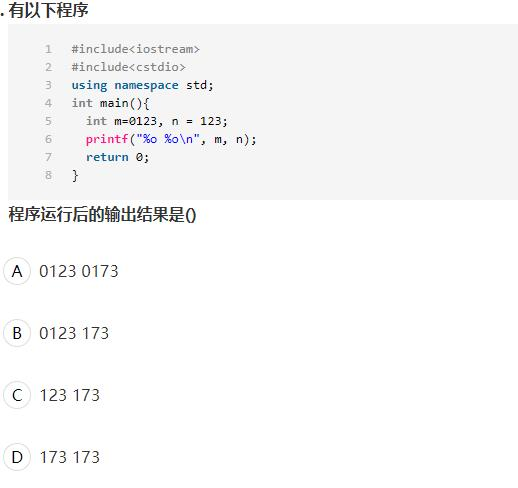 . 有以下程序
1 #include<iostream>
2 #include<cstdio>
3 using namespace std;
4 int main(){
5 int m=0123, n = 123;
6 printf("%o %o\n", m, n);
7 return 0;
8 }
程序运行后的输出结果是()
A 0123 0173
B 0123 173
C 123 173
D 173 173